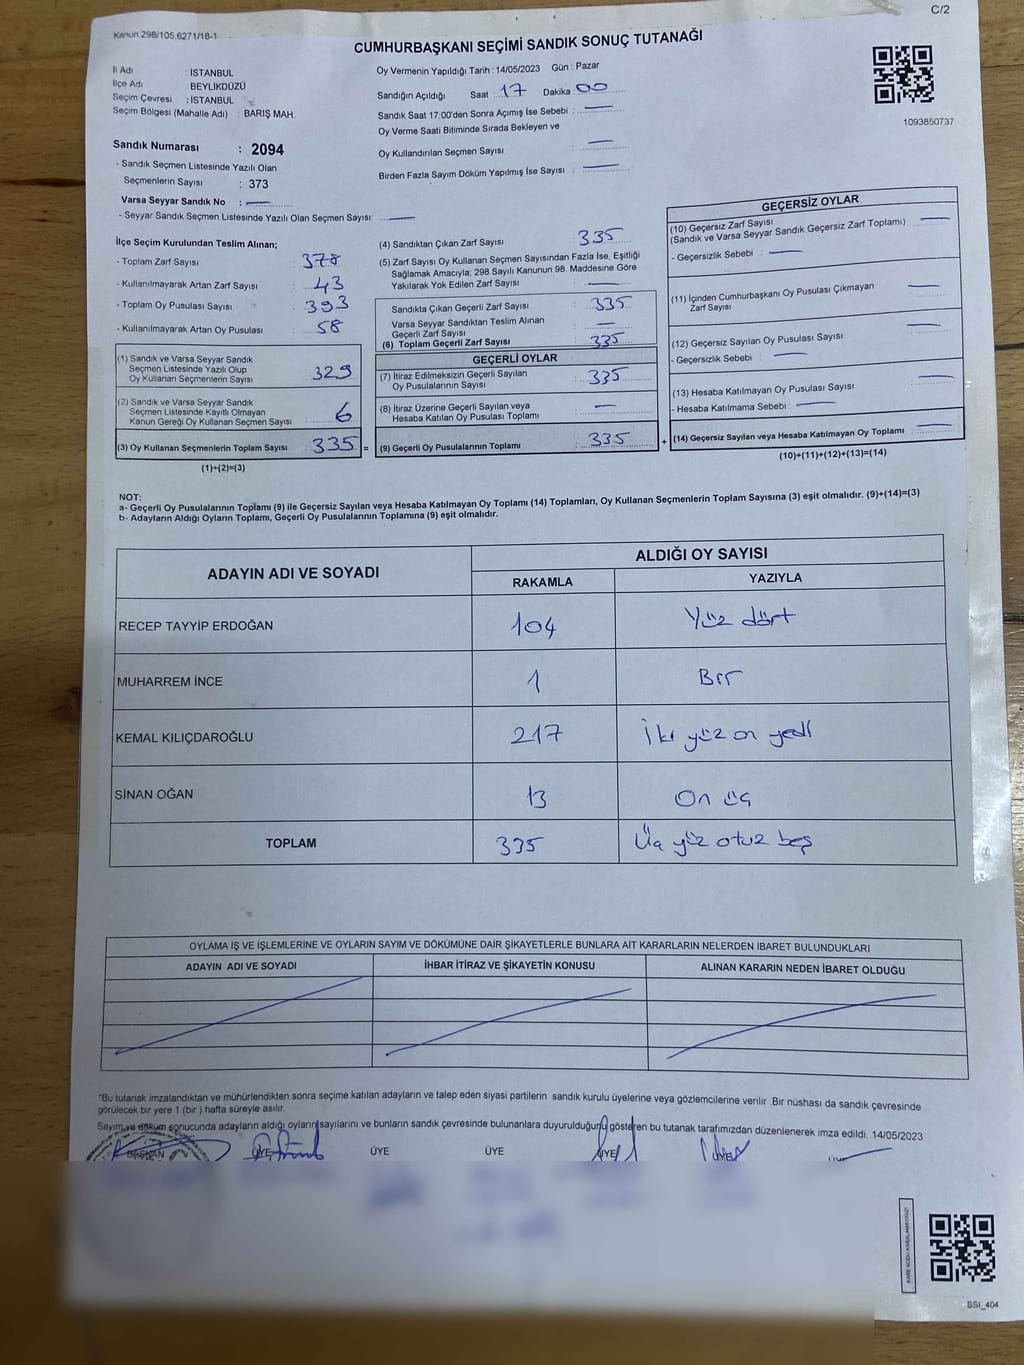 C/2
Kanun 298/105,6271/18-1
CUMHURBAŞKANI SEÇİMİ SANDIK SONUÇ TUTANAĞI
İl Adı : İSTANBUL
İlçe Adı BEYLİKDÜZÜ
Seçim Çevresi : İSTANBUL
Seçim Bölgesi (Mahalle Adı) : BARIŞ MAH.
Sandık Numarası : 2094
- Sandık Seçmen Listesinde Yazılı Olan
Seçmenlerin Sayısı : 373
Varsa Seyyar Sandık No : —
- Seyyar Sandık Seçmen Listesinde Yazılı Olan Seçmen Sayısı: —
Oy Vermenin Yapıldığı Tarih : 14/05/2023 Gün : Pazar
Sandığın Açıldığı Saat : 17 Dakika : 00
Sandık Saat 17.00'den Sonra Açımış İse Sebebi : —
Oy Verme Saati Bitiminde Sırada Bekleyen ve
Oy Kullandırılan Seçmen Sayısı : —
Birden Fazla Sayım Döküm Yapılmış İse Sayısı : —
1093850737
İlçe Seçim Kurulundan Teslim Alınan;
- Toplam Zarf Sayısı : 378
- Kullanılmayarak Artan Zarf Sayısı : 43
- Toplam Oy Pusulası Sayısı : 393
- Kullanılmayarak Artan Oy Pusulası : 58
(1) Sandık ve Varsa Seyyar Sandık
Seçmen Listesinde Yazılı Olup
Oy Kullanan Seçmenlerin Sayısı : 329
(2) Sandık ve Varsa Seyyar Sandık
Seçmen Listesinde Kayıtlı Olmayan
Kanun Gereği Oy Kullanan Seçmen Sayısı : 6
(3) Oy Kullanan Seçmenlerin Toplam Sayısı : 335 =
(1)+(2)=(3)
(4) Sandıktan Çıkan Zarf Sayısı : 335
(5) Zarf Sayısı Oy Kullanan Seçmen Sayısından Fazla İse, Eşitliği
Sağlamak Amacıyla; 298 Sayılı Kanunun 98. Maddesine Göre
Yakılarak Yok Edilen Zarf Sayısı : —
Sandıkta Çıkan Geçerli Zarf Sayısı : 335
Varsa Seyyar Sandıktan Teslim Alınan
Geçerli Zarf Sayısı : —
(6) Toplam Geçerli Zarf Sayısı : 335
GEÇERLİ OYLAR
(7) İtiraz Edilmeksizin Geçerli Sayılan
Oy Pusulalarının Sayısı : 335
(8) İtiraz Üzerine Geçerli Sayılan veya
Hesaba Katılan Oy Pusulası Toplamı : —
(9) Geçerli Oy Pusulalarının Toplamı : 335 +
GEÇERSİZ OYLAR
(10) Geçersiz Zarf Sayısı
(Sandık ve Varsa Seyyar Sandık Geçersiz Zarf Toplamı) : —
- Geçersizlik Sebebi : —
(11) İçinden Cumhurbaşkanı Oy Pusulası Çıkmayan
Zarf Sayısı : —
(12) Geçersiz Sayılan Oy Pusulası Sayısı : —
- Geçersizlik Sebebi : —
(13) Hesaba Katılmayan Oy Pusulası Sayısı : —
- Hesaba Katılmama Sebebi : —
(14) Geçersiz Sayılan veya Hesaba Katılmayan Oy Toplamı : —
(10)+(11)+(12)+(13)=(14)
NOT:
a- Geçerli Oy Pusulalarının Toplamı (9) ile Geçersiz Sayılan veya Hesaba Katılmayan Oy Toplamı (14) Toplamları, Oy Kullanan Seçmenlerin Toplam Sayısına (3) eşit olmalıdır. (9)+(14)=(3)
b- Adayların Aldığı Oyların Toplamı, Geçerli Oy Pusulalarının Toplamına (9) eşit olmalıdır.
ADAYIN ADI VE SOYADI ALDIĞI OY SAYISI
RAKAMLA YAZIYLA
RECEP TAYYİP ERDOĞAN 104 Yüz dört
MUHARREM İNCE 1 Bir
KEMAL KILIÇDAROĞLU 217 İki yüz on yedi
SİNAN OĞAN 13 On üç
TOPLAM 335 Üç yüz otuz beş
OYLAMA İŞ VE İŞLEMLERİNE VE OYLARIN SAYIM VE DÖKÜMÜNE DAİR ŞİKAYETLERLE BUNLARA AİT KARARLARIN NELERDEN İBARET BULUNDUKLARI
ADAYIN ADI VE SOYADI İHBAR İTİRAZ VE ŞİKAYETİN KONUSU ALINAN KARARIN NEDEN İBARET OLDUĞU
*Bu tutanak imzalandıktan ve mühürlendikten sonra seçime katılan adayların ve talep eden siyasi partilerin sandık kurulu üyelerine veya gözlemcilerine verilir .Bir nüshası da sandık çevresinde
görülecek bir yere 1 (bir ) hafta süreyle asılır.
Sayım ve döküm sonucunda adayların aldığı oyların sayılarını ve bunların sandık çevresinde bulunanlara duyurulduğunu gösteren bu tutanak tarafımızdan düzenlenerek imza edildi. 14/05/2023
BAŞKAN ÜYE ÜYE ÜYE ÜYE ÜYE
SSİ_404